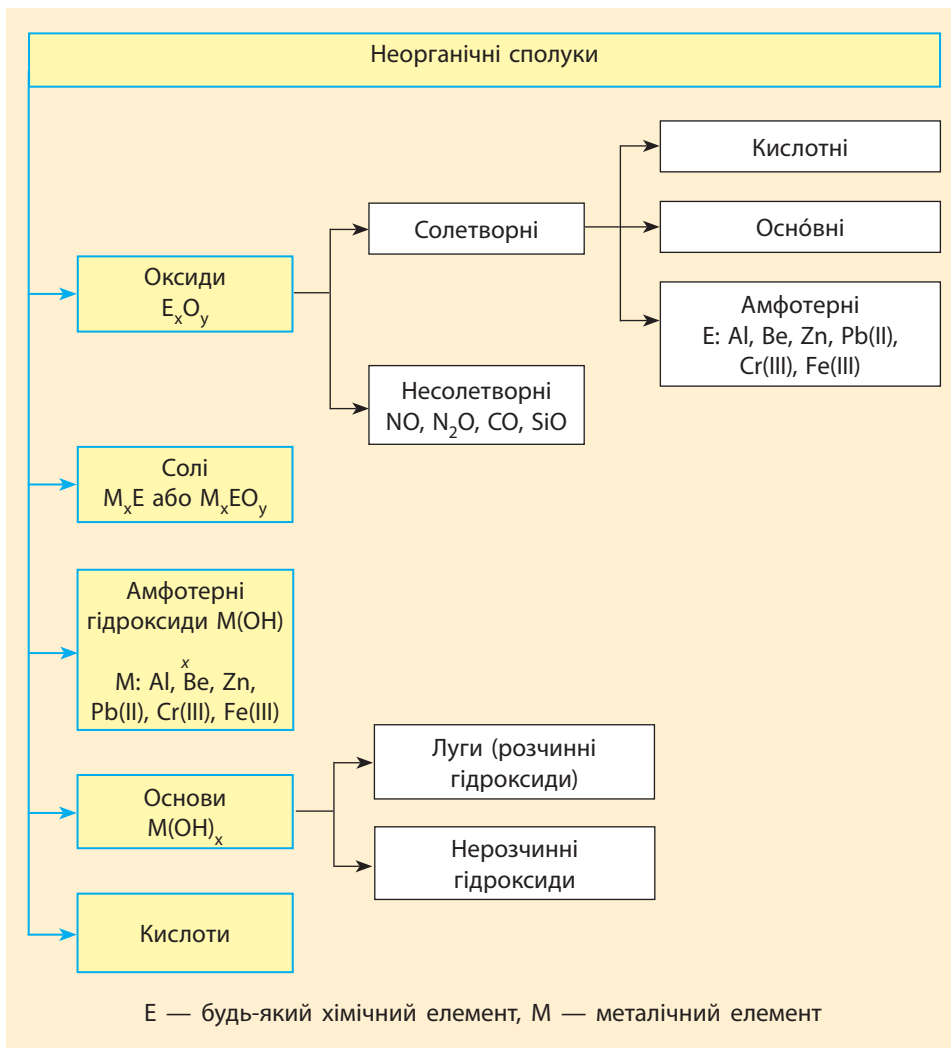 Неорганічні сполуки
Кислотні
Солетворні
Осно́вні
Оксиди
ExOy
Амфотерні
E: Al, Be, Zn, Pb(II),
Cr(III), Fe(III)
Несолетворні
NO, N2O, CO, SiO
Солі
MxE або MxEOy
Амфотерні
гідроксиди M(OH)
x
M: Al, Be, Zn,
Pb(II), Cr(III), Fe(III)
Луги (розчинні
гідроксиди)
Основи
M(OH)x
Нерозчинні
гідроксиди
Кислоти
E — будь-який хімічний елемент, M — металічний елемент